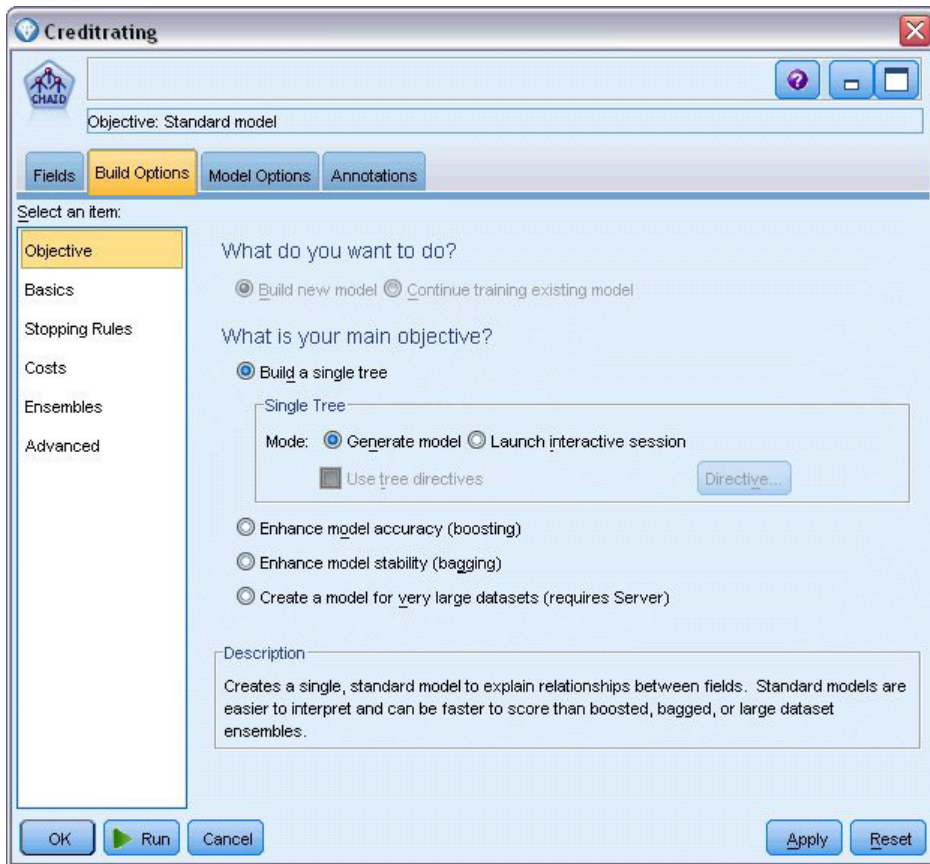 Creditrating
CHAID
Objective: Standard model
Fields
Build Options
Model Options
Annotations
Select an item:
Objective
Basics
Stopping Rules
Costs
Ensembles
Advanced
What do you want to do?
Build new model
Continue training existing model
What is your main objective?
Build a single tree
Single Tree
Mode:
Generate model
Launch interactive session
Use tree directives
Directive...
Enhance model accuracy (boosting)
Enhance model stability (bagging)
Create a model for very large datasets (requires Server)
Description
Creates a single, standard model to explain relationships between fields. Standard models are
easier to interpret and can be faster to score than boosted, bagged, or large dataset
ensembles.
OK
Run
Cancel
Apply
Reset